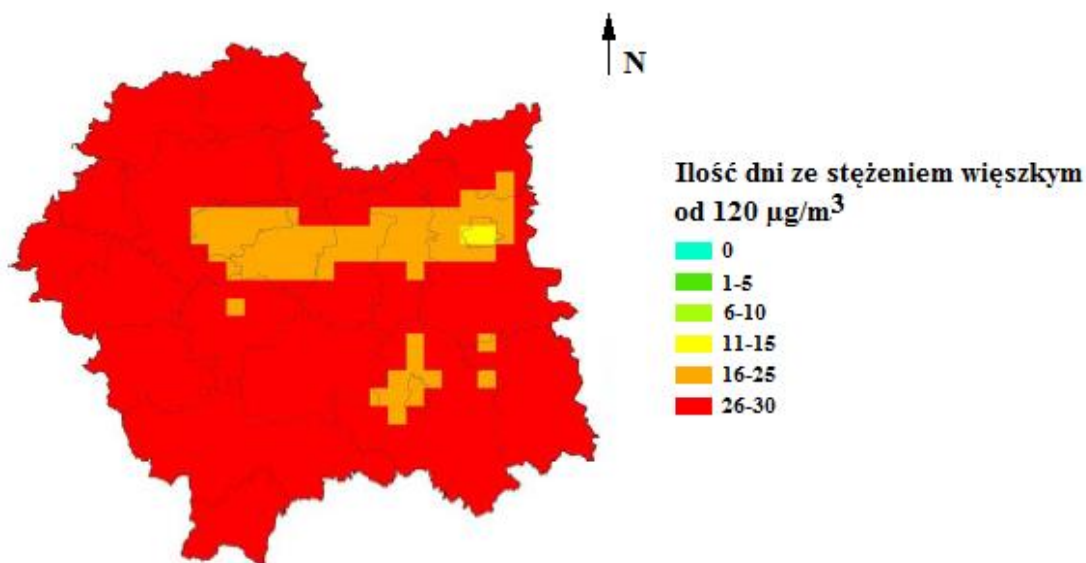 N
Ilość dni ze stężeniem więszkym
od 120 µg/m³
0
1-5
6-10
11-15
16-25
26-30